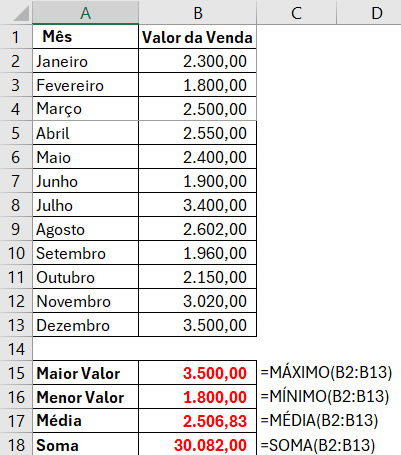 A B C D
1 Mês Valor da Venda
2 Janeiro 2.300,00
3 Fevereiro 1.800,00
4 Março 2.500,00
5 Abril 2.550,00
6 Maio 2.400,00
7 Junho 1.900,00
8 Julho 3.400,00
9 Agosto 2.602,00
10 Setembro 1.960,00
11 Outubro 2.150,00
12 Novembro 3.020,00
13 Dezembro 3.500,00
14
15 Maior Valor 3.500,00 =MÁXIMO(B2:B13)
16 Menor Valor 1.800,00 =MÍNIMO(B2:B13)
17 Média 2.506,83 =MÉDIA(B2:B13)
18 Soma 30.082,00 =SOMA(B2:B13)